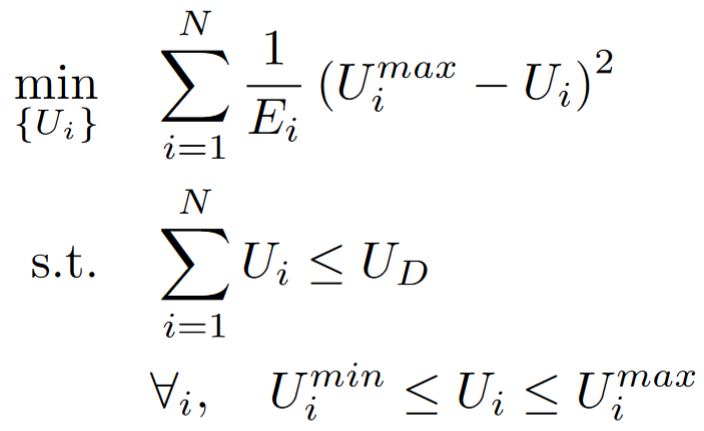 \min_{\{U_i\}} \sum_{i=1}^{N} \frac{1}{E_i} (U_i^{max} - U_i)^2
s.t. \sum_{i=1}^{N} U_i \leq U_D
\forall_i, U_i^{min} \leq U_i \leq U_i^{max}